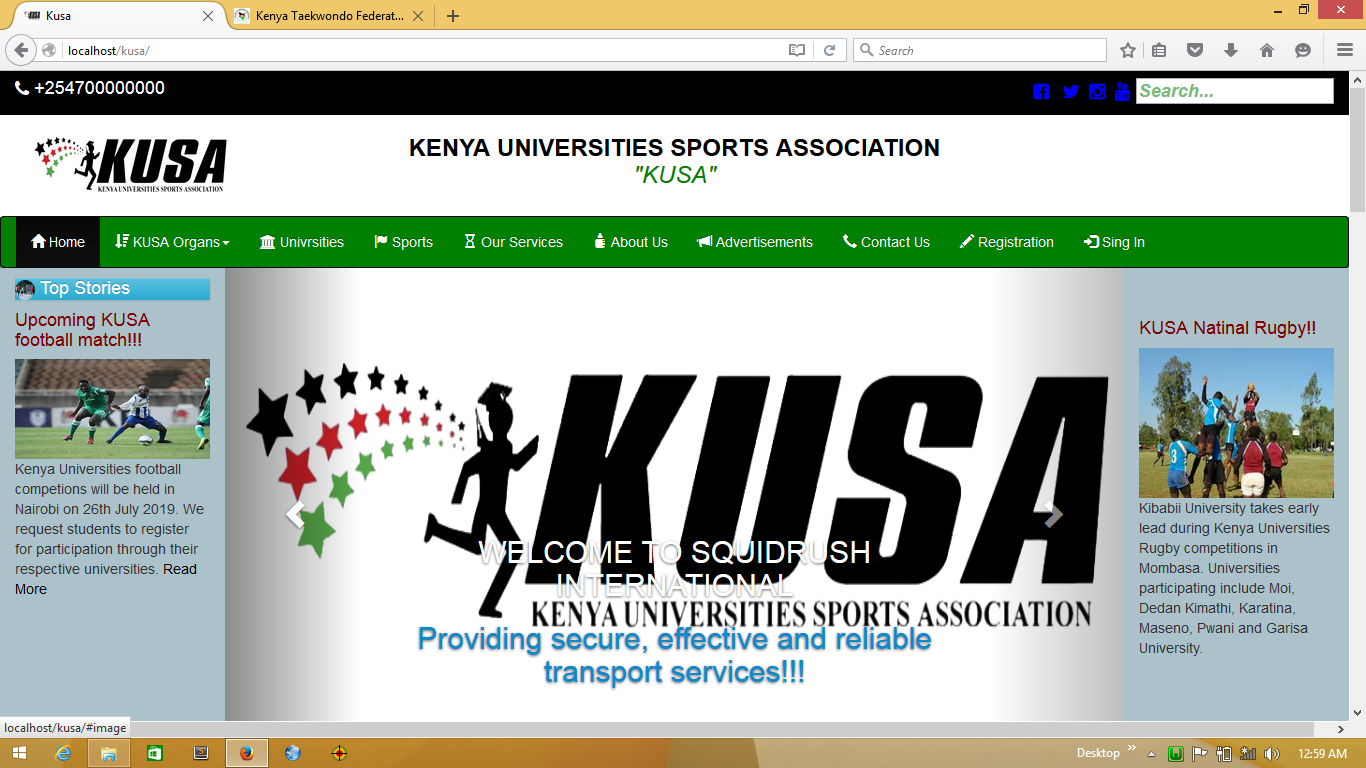 Kusa
Kenya Taekwondo Federat...
localhost/kusa/
Search
+254700000000
Search...
KUSA
KENYA UNIVERSITIES SPORTS ASSOCIATION
KENYA UNIVERSITIES SPORTS ASSOCIATION
"KUSA"
Home
KUSA Organs
Univrsities
Sports
Our Services
About Us
Advertisements
Contact Us
Registration
Sing In
Top Stories
Upcoming KUSA
football match!!!
Kenya Universities football
competions will be held in
Nairobi on 26th July 2019. We
request students to register
for participation through their
respective universities. Read
More
KUSA
WELCOME TO SQUIDRUSH
INTERNATIONAL
KENYA UNIVERSITIES SPORTS ASSOCIATION
Providing secure, effective and reliable
transport services!!!
KUSA Natinal Rugby!!
3
Kibabii University takes early
lead during Kenya Universities
Rugby competitions in
Mombasa. Universities
participating include Moi,
Dedan Kimathi, Karatina,
Maseno, Pwani and Garisa
University.
localhost/kusa/#image
Desktop
12:59 AM